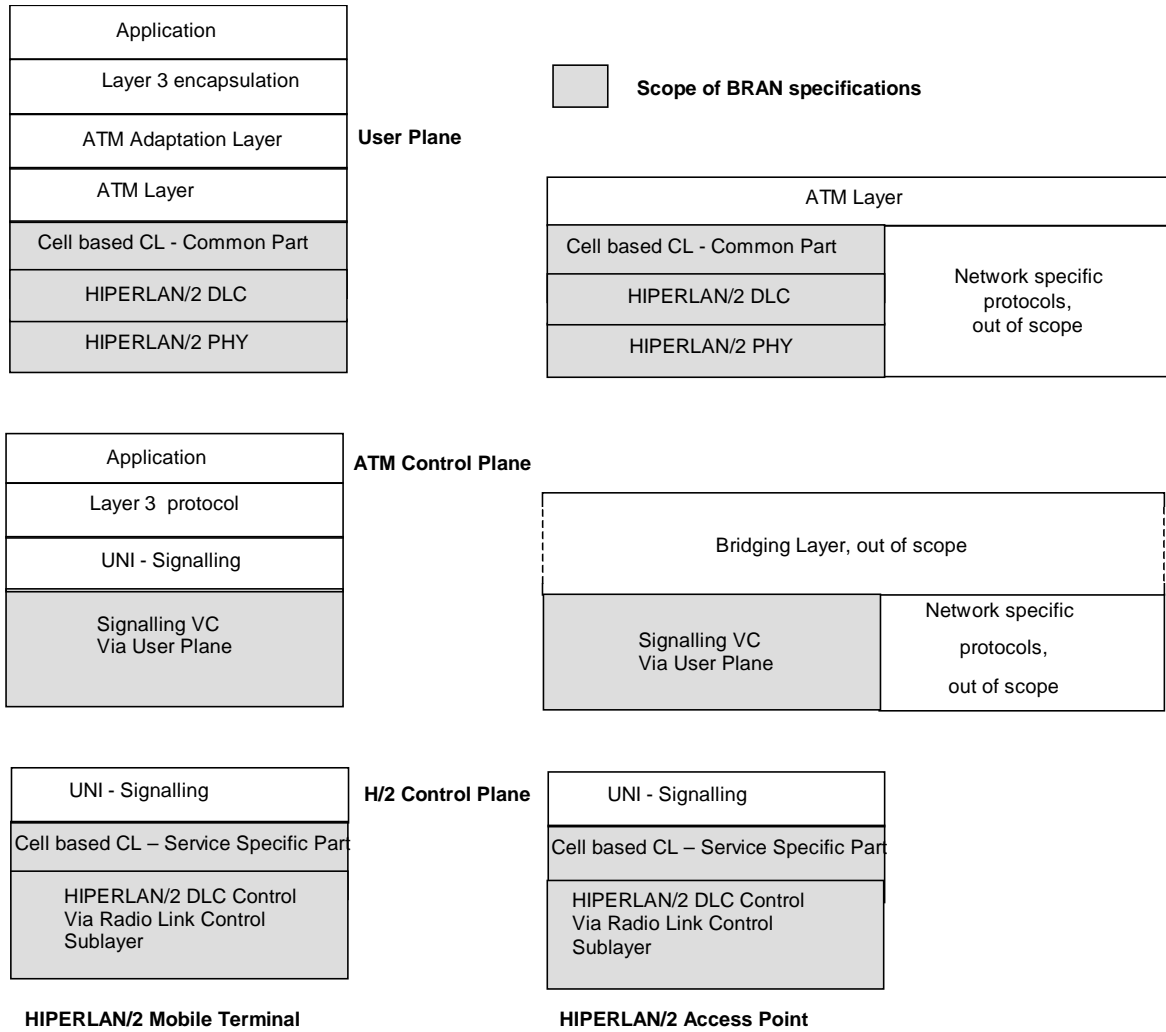 Application
Layer 3 encapsulation
ATM Adaptation Layer
ATM Layer
Cell based CL - Common Part
HIPERLAN/2 DLC
HIPERLAN/2 PHY
User Plane
Scope of BRAN specifications
ATM Layer
Cell based CL - Common Part
HIPERLAN/2 DLC
HIPERLAN/2 PHY
Network specific
protocols,
out of scope
Application
Layer 3 protocol
UNI - Signalling
Signalling VC
Via User Plane
ATM Control Plane
Bridging Layer, out of scope
Signalling VC
Via User Plane
Network specific
protocols,
out of scope
UNI - Signalling
Cell based CL – Service Specific Part
HIPERLAN/2 DLC Control
Via Radio Link Control
Sublayer
H/2 Control Plane
UNI - Signalling
Cell based CL – Service Specific Part
HIPERLAN/2 DLC Control
Via Radio Link Control
Sublayer
HIPERLAN/2 Mobile Terminal
HIPERLAN/2 Access Point